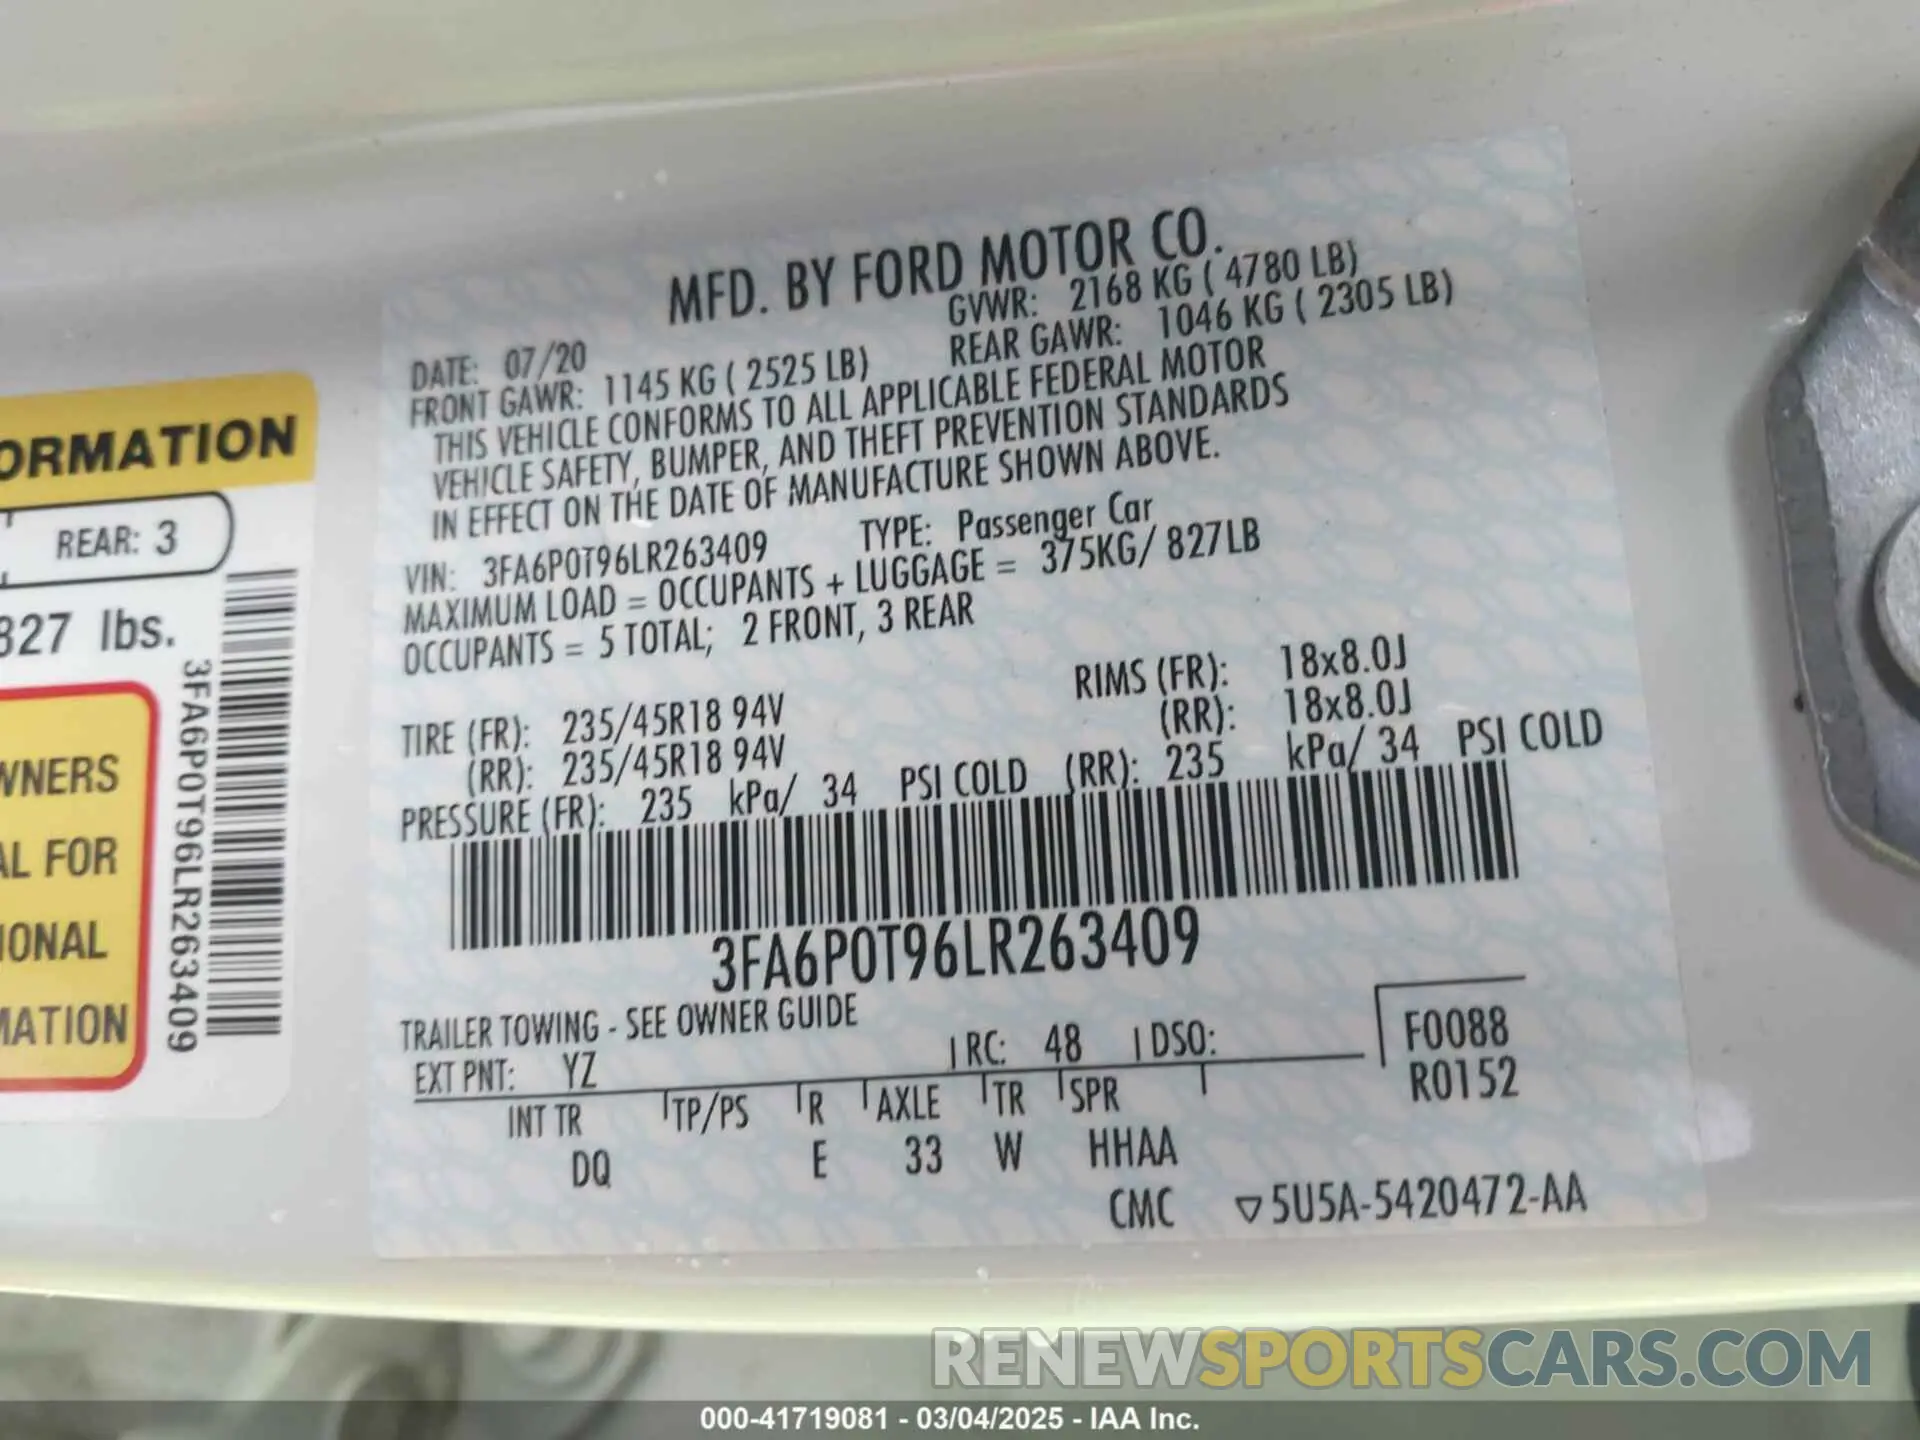 MFD. BY FORD MOTOR CO.
DATE: 07/20 GVWR: 2168 KG ( 4780 LB)
FRONT GAWR: 1145 KG ( 2525 LB) REAR GAWR: 1046 KG ( 2305 LB)
THIS VEHICLE CONFORMS TO ALL APPLICABLE FEDERAL MOTOR
VEHICLE SAFETY, BUMPER, AND THEFT PREVENTION STANDARDS
IN EFFECT ON THE DATE OF MANUFACTURE SHOWN ABOVE.
VIN: 3FA6P0T96LR263409 TYPE: Passenger Car
MAXIMUM LOAD = OCCUPANTS + LUGGAGE = 375KG/ 827LB
OCCUPANTS = 5 TOTAL; 2 FRONT, 3 REAR
TIRE (FR): 235/45R18 94V RIMS (FR): 18x8.0J
(RR): 235/45R18 94V (RR): 18x8.0J
PRESSURE (FR): 235 kPa/ 34 PSI COLD (RR): 235 kPa/ 34 PSI COLD
3FA6P0T96LR263409
TRAILER TOWING - SEE OWNER GUIDE
EXT PNT: YZ RC: 48 DSO:
F0088
R0152
INT TR TP/PS R AXLE TR SPR
DQ E 33 W HHAA
CMC ▽5U5A-5420472-AA
ORMATION
REAR: 3
827 lbs.
3FA6P0T96LR263409
WNERS
AL FOR
IONAL
MATION
RENEWSPORTSCARS.COM
000-41719081 - 03/04/2025 - IAA Inc.